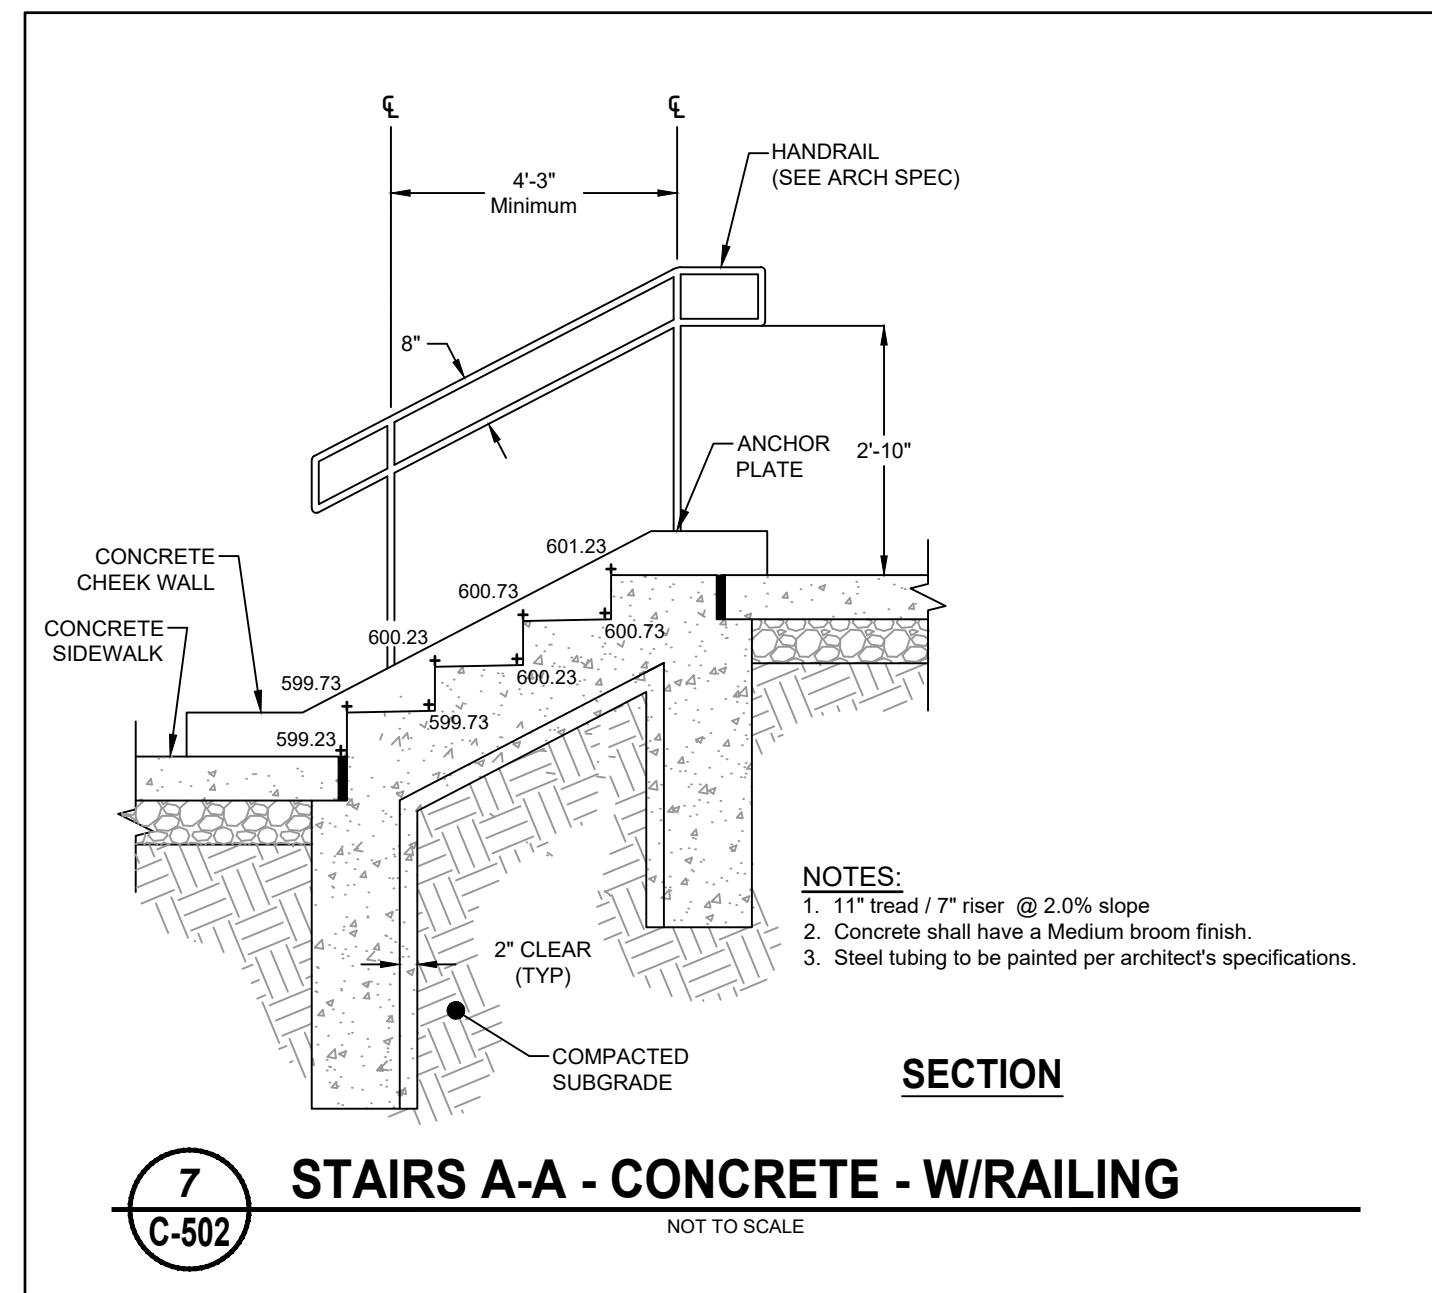 ℄ ℄
4'-3"
Minimum
HANDRAIL
(SEE ARCH SPEC)
8"
ANCHOR
PLATE
2'-10"
601.23
CONCRETE
CHEEK WALL
600.73
600.73
CONCRETE
SIDEWALK
600.23
600.23
599.73
599.73
599.23
NOTES:
1. 11" tread / 7" riser @ 2.0% slope
2. Concrete shall have a Medium broom finish.
3. Steel tubing to be painted per architect's specifications.
2" CLEAR
(TYP)
COMPACTED
SUBGRADE
SECTION
7
C-502
STAIRS A-A - CONCRETE - W/RAILING
NOT TO SCALE